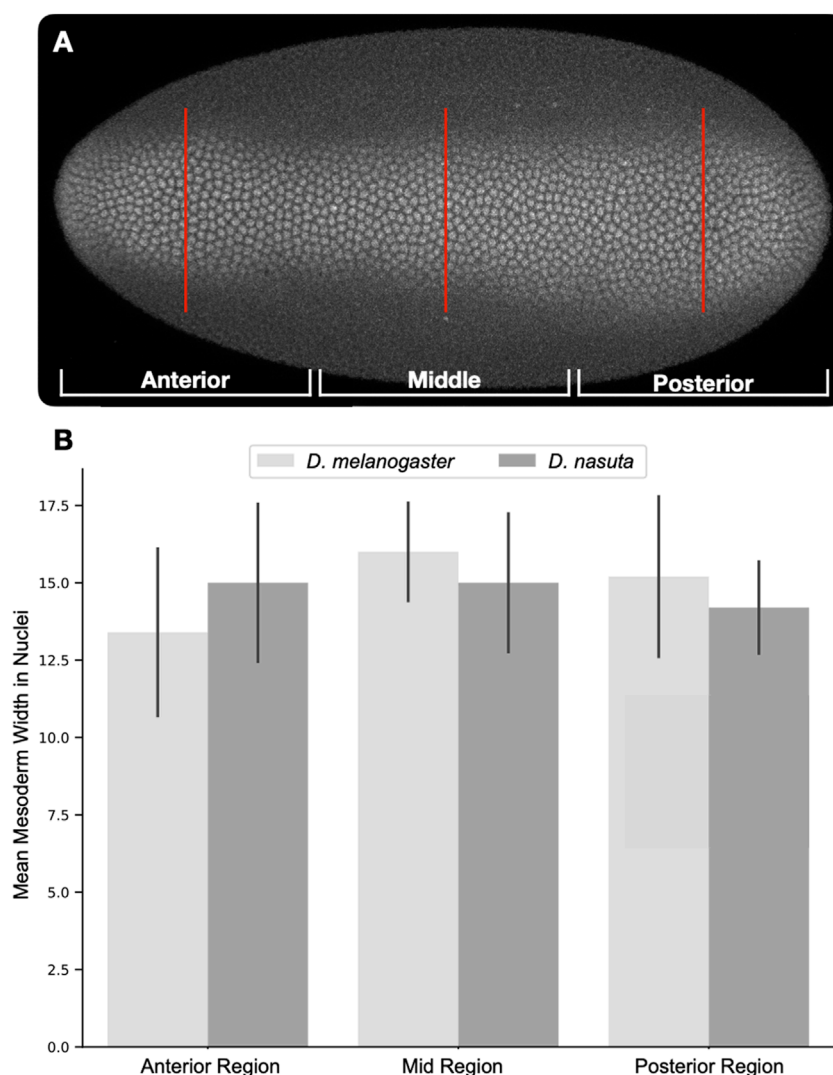 A
Anterior
Middle
Posterior
B
D. melanogaster
D. nasuta
Mean Mesoderm Width in Nuclei
17.5
15.0
12.5
10.0
7.5
5.0
2.5
0.0
Anterior Region
Mid Region
Posterior Region